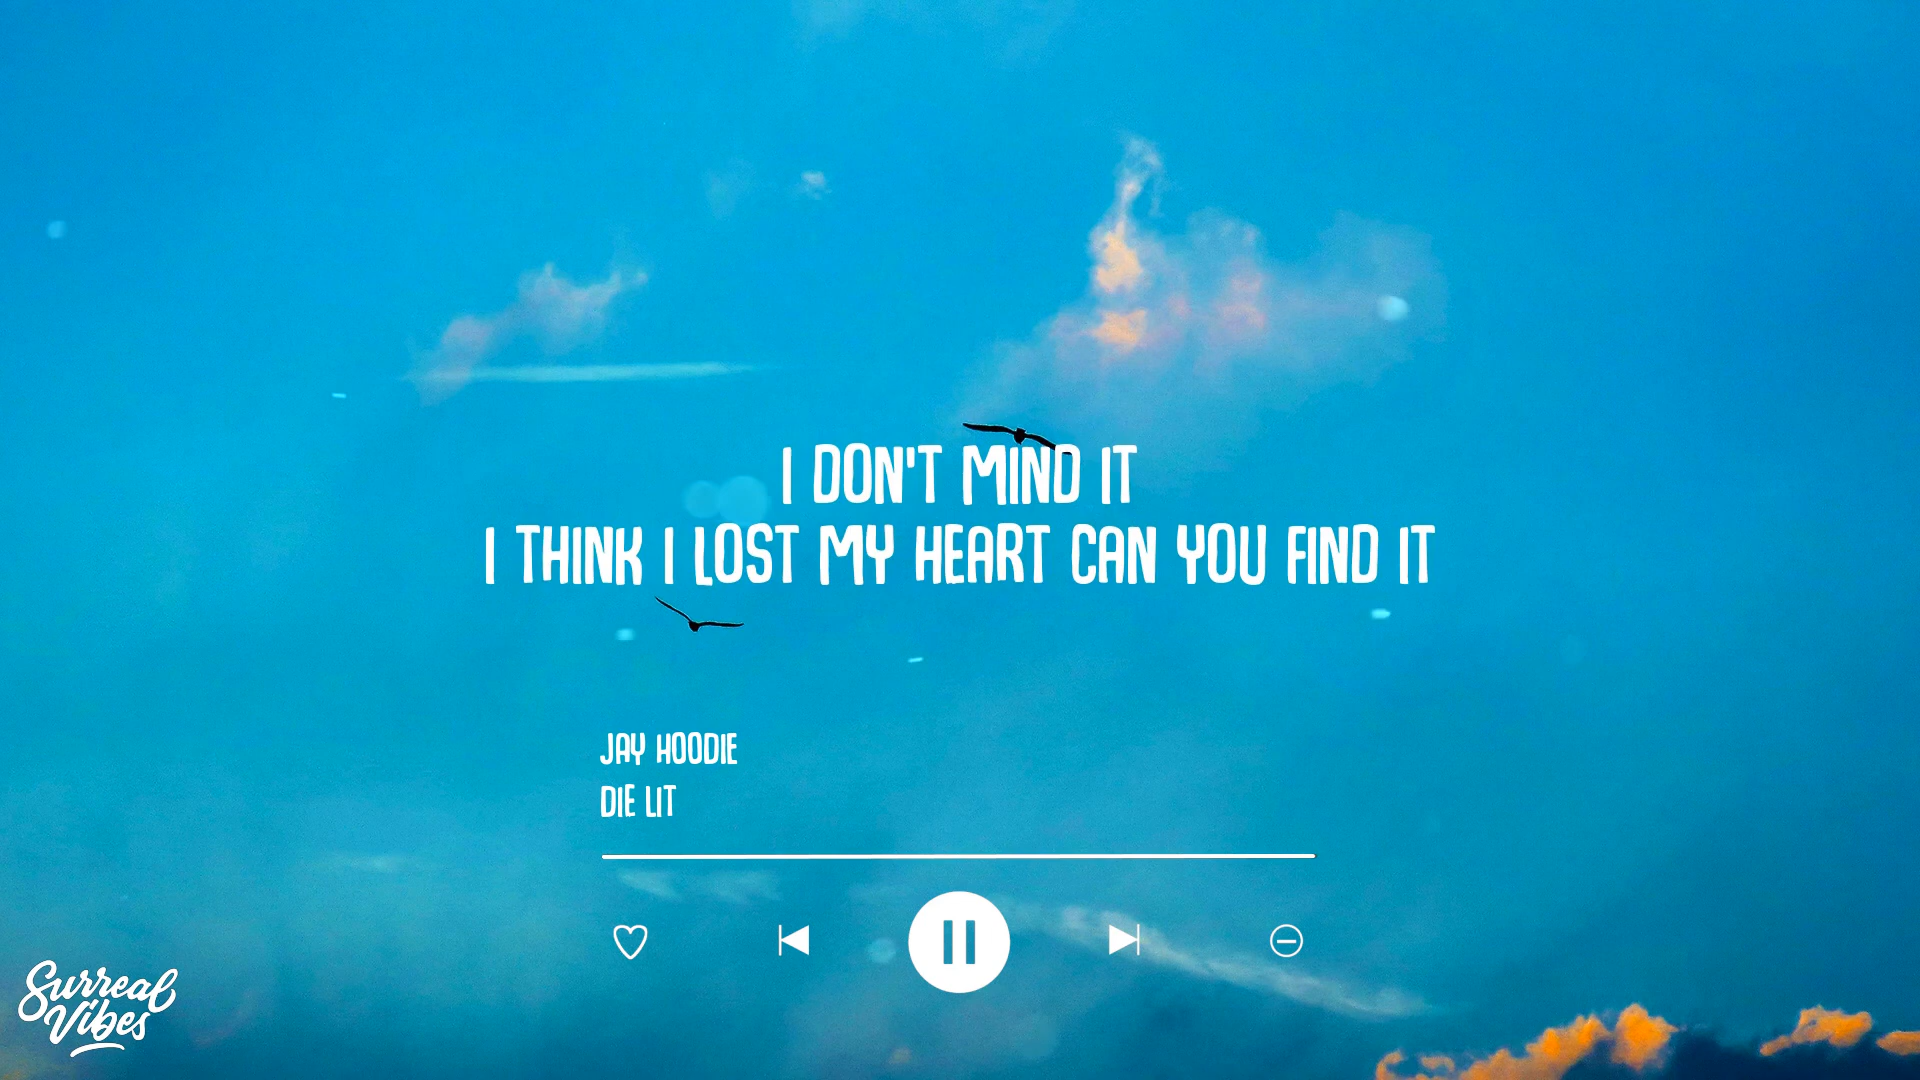 I DON'T MIND IT
I THINK I LOST MY HEART CAN YOU FIND IT
JAY HOODIE
DIE LIT
Surreal
Vibes